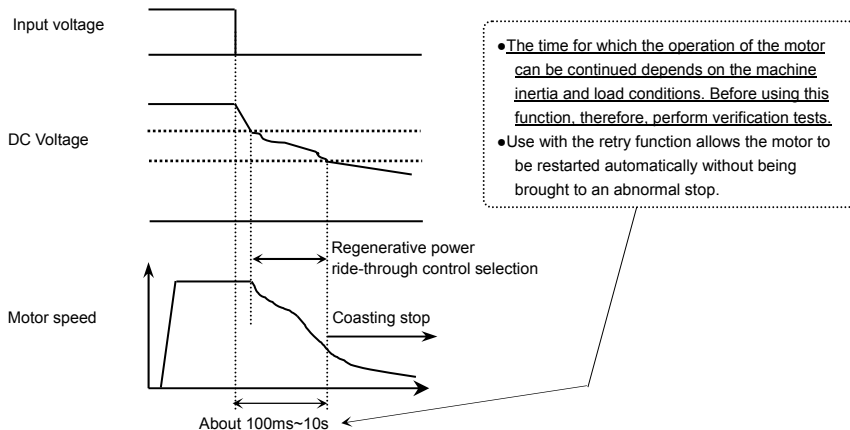 Input voltage
●The time for which the operation of the motor
can be continued depends on the machine
inertia and load conditions. Before using this
function, therefore, perform verification tests.
●Use with the retry function allows the motor to
be restarted automatically without being
brought to an abnormal stop.
DC Voltage
Regenerative power
ride-through control selection
Motor speed
Coasting stop
About 100ms~10s